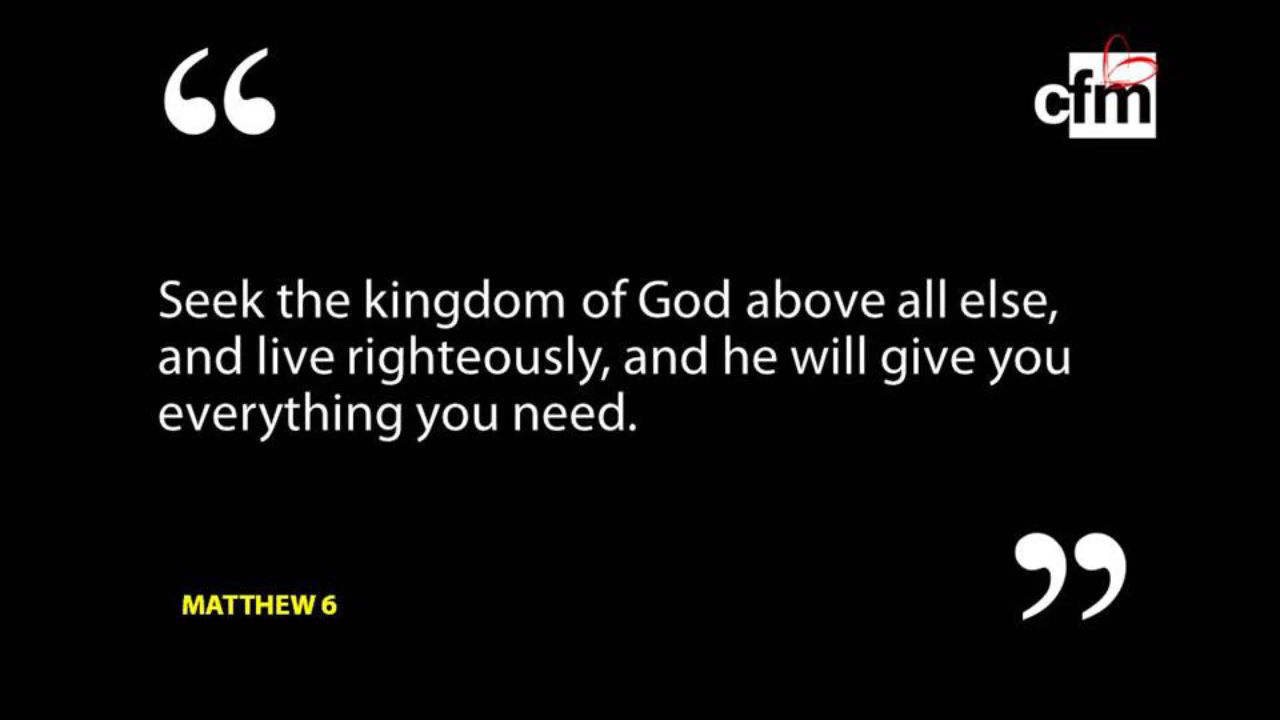 “
cfm
Seek the kingdom of God above all else,
and live righteously, and he will give you
everything you need.
”
MATTHEW 6